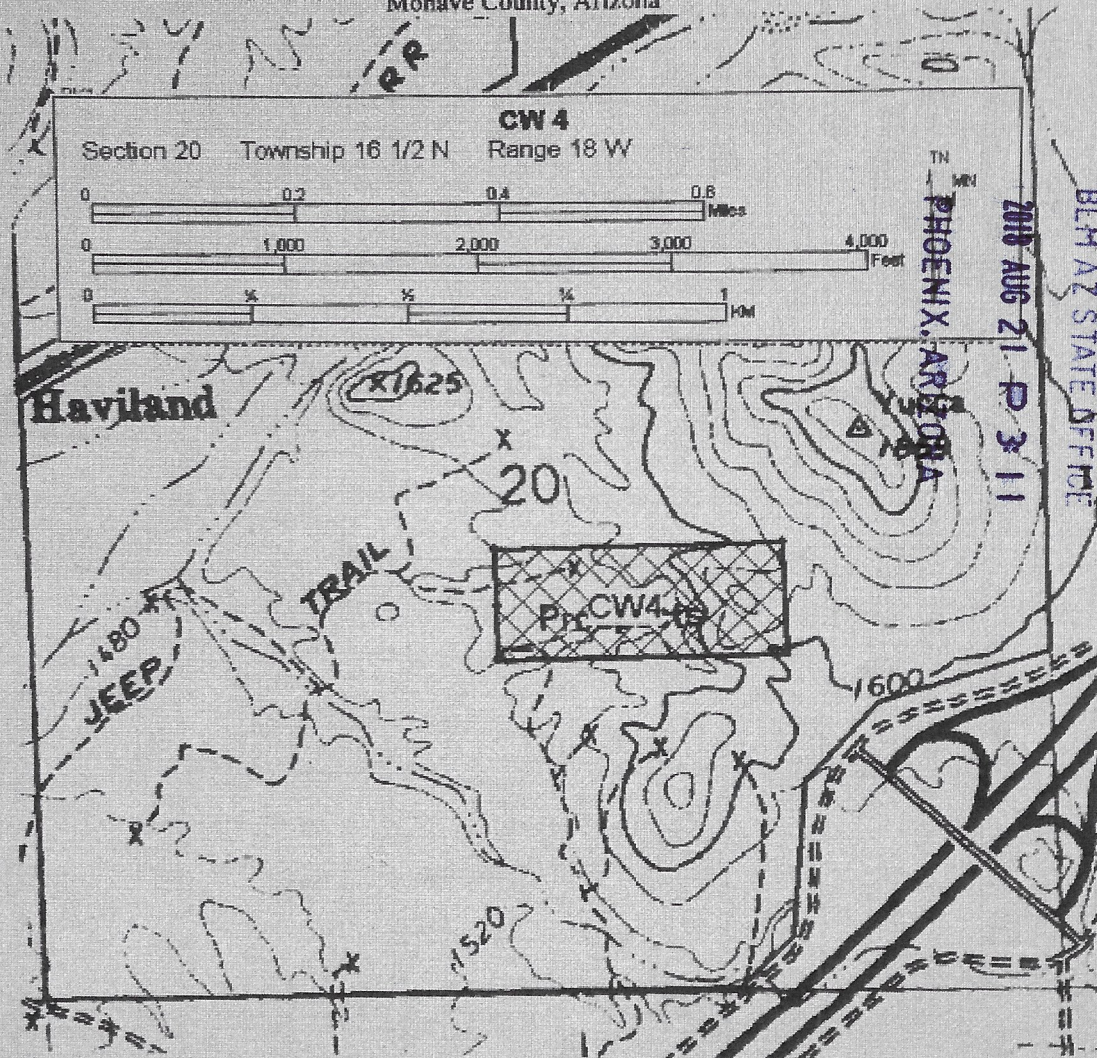 Mohave County, Arizona
RR
CW 4
Section 20 Township 16 1/2 N Range 18 W
0 0.2 0.4 0.6
Miles
0 1,000 2,000 3,000 4,000
Feet
0 ¼ ½ ¾ 1
KM
TN
MN
BLM AZ STATE OFFICE
2018 AUG 21 P 3 11
PHOENIX, ARIZONA
Haviland
x1625
20
TRAIL
CW4
1480
JEEP
1600
1520